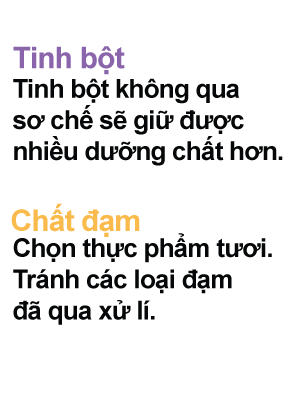 Tinh bột
Tinh bột không qua
sơ chế sẽ giữ được
nhiều dưỡng chất hơn.
Chất đạm
Chọn thực phẩm tươi.
Tránh các loại đạm
đã qua xử lí.